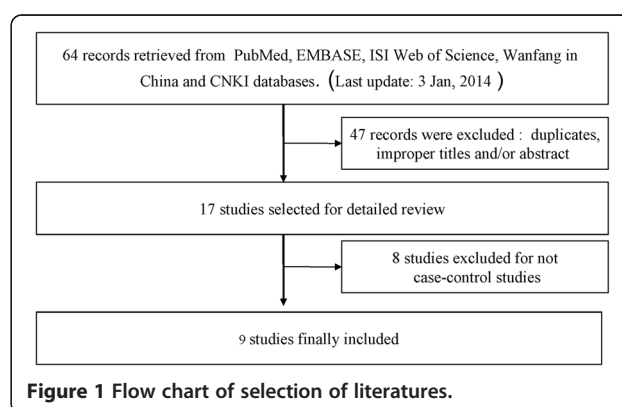 64 records retrieved from PubMed, EMBASE, ISI Web of Science, Wanfang in
China and CNKI databases. (Last update: 3 Jan, 2014 )
47 records were excluded : duplicates,
improper titles and/or abstract
17 studies selected for detailed review
8 studies excluded for not
case-control studies
9 studies finally included
Figure 1 Flow chart of selection of literatures.